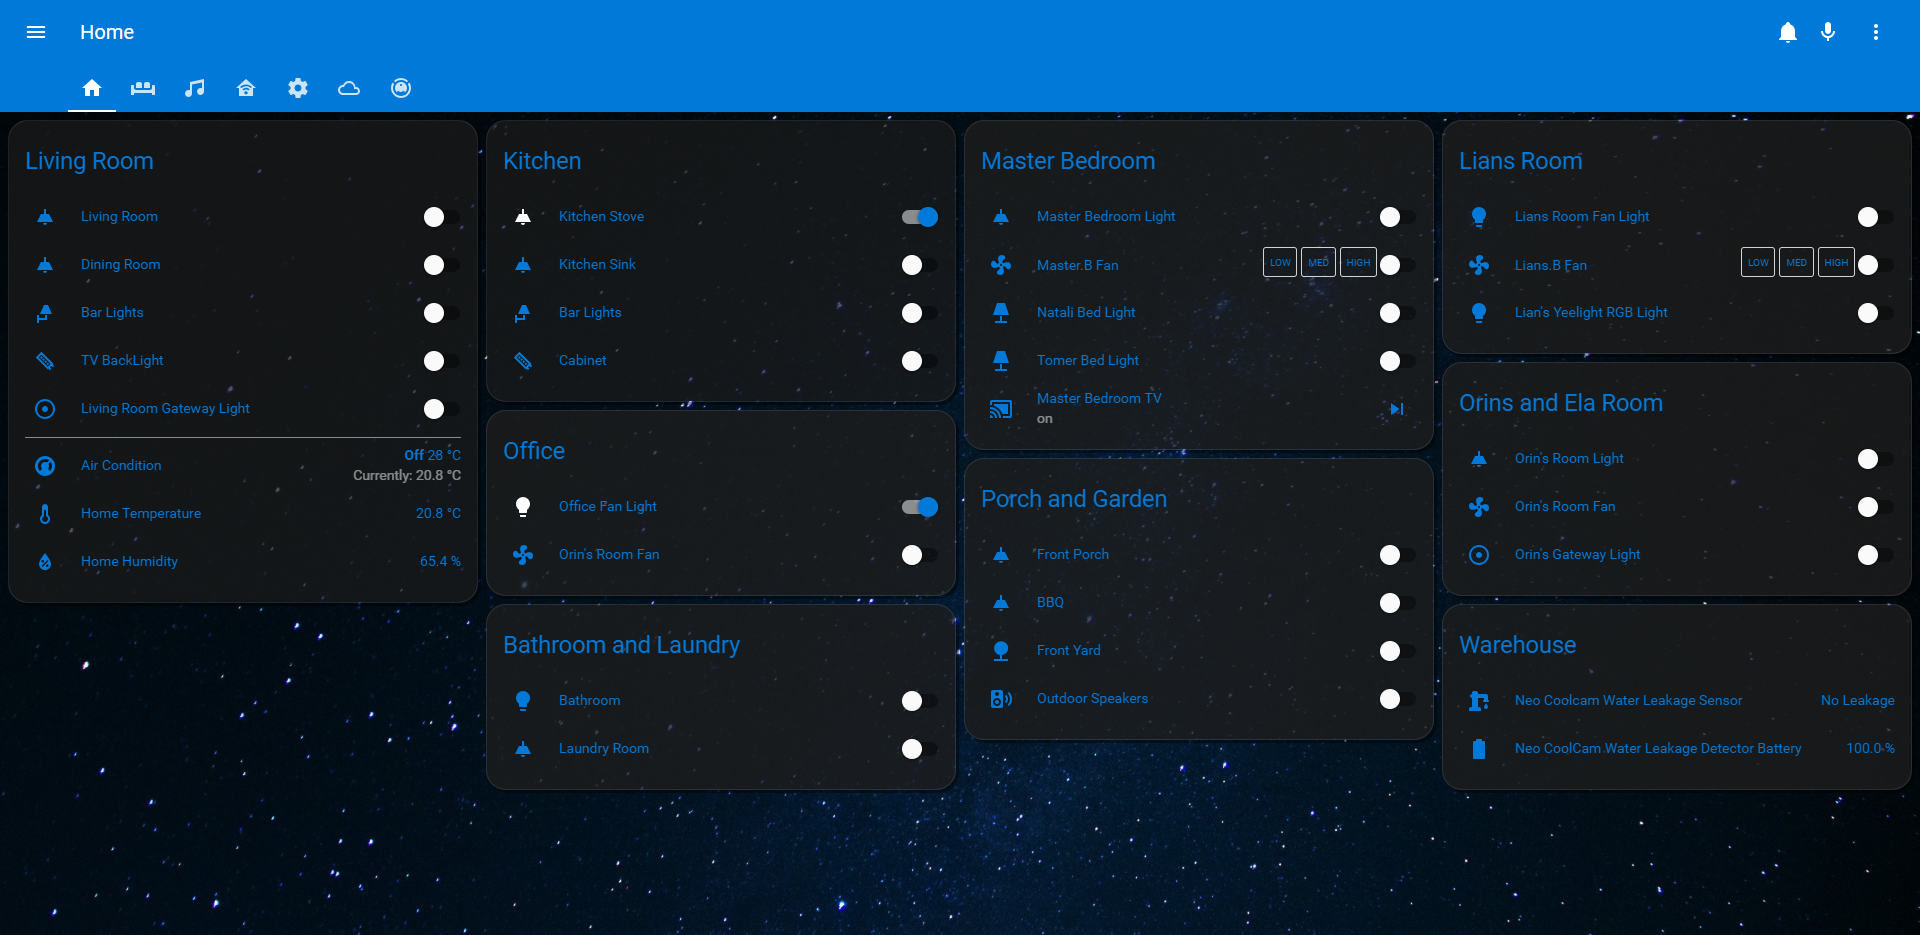 Home
Living Room
Living Room
Dining Room
Bar Lights
TV BackLight
Living Room Gateway Light
Air Condition
Off 28 °C
Currently: 20.8 °C
Home Temperature 20.8 °C
Home Humidity 65.4 %
Kitchen
Kitchen Stove
Kitchen Sink
Bar Lights
Cabinet
Office
Office Fan Light
Orin's Room Fan
Bathroom and Laundry
Bathroom
Laundry Room
Master Bedroom
Master Bedroom Light
Master.B Fan LOW MED HIGH
Natali Bed Light
Tomer Bed Light
Master Bedroom TV
on
Porch and Garden
Front Porch
BBQ
Front Yard
Outdoor Speakers
Lians Room
Lians Room Fan Light
Lians.B Fan LOW MED HIGH
Lian's Yeelight RGB Light
Orins and Ela Room
Orin's Room Light
Orin's Room Fan
Orin's Gateway Light
Warehouse
Neo Coolcam Water Leakage Sensor No Leakage
Neo CoolCam Water Leakage Detector Battery 100.0 %